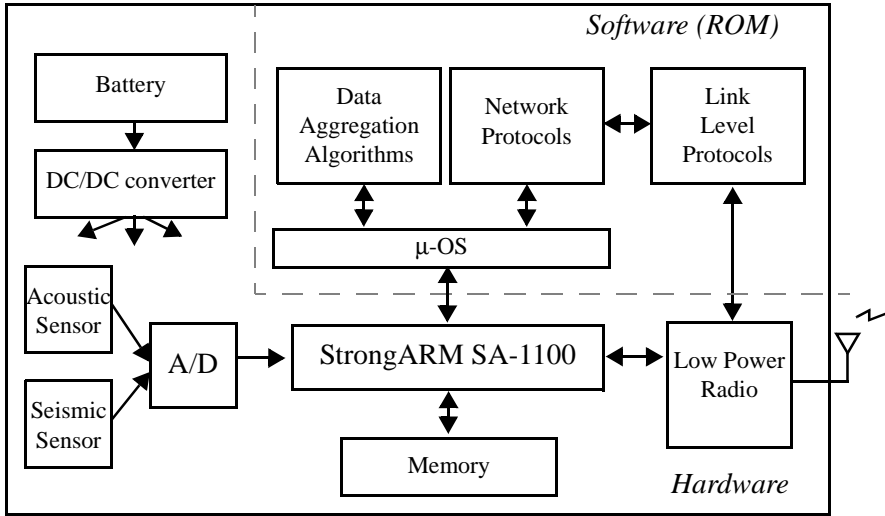 Software (ROM)
Battery
DC/DC converter
Data
Aggregation
Algorithms
Network
Protocols
Link
Level
Protocols
μ-OS
Acoustic
Sensor
Seismic
Sensor
A/D
StrongARM SA-1100
Memory
Low Power
Radio
Hardware